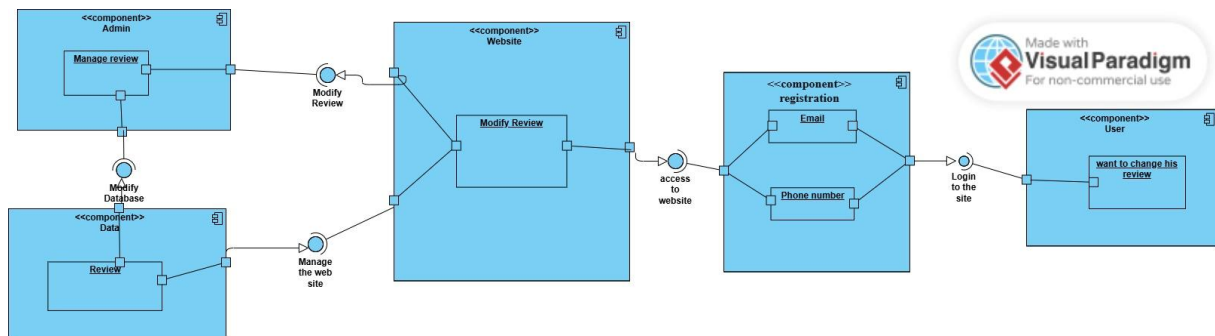 <<component>>
Admin
Manage review
Modify
Review
Modify
Database
<<component>>
Data
Review
Manage
the web
site
<<component>>
Website
Modify Review
access
to
website
<<component>>
registration
Email
Phone number
Login
to the
site
Made with
VisualParadigm
For non-commercial use
<<component>>
User
want to change his
review